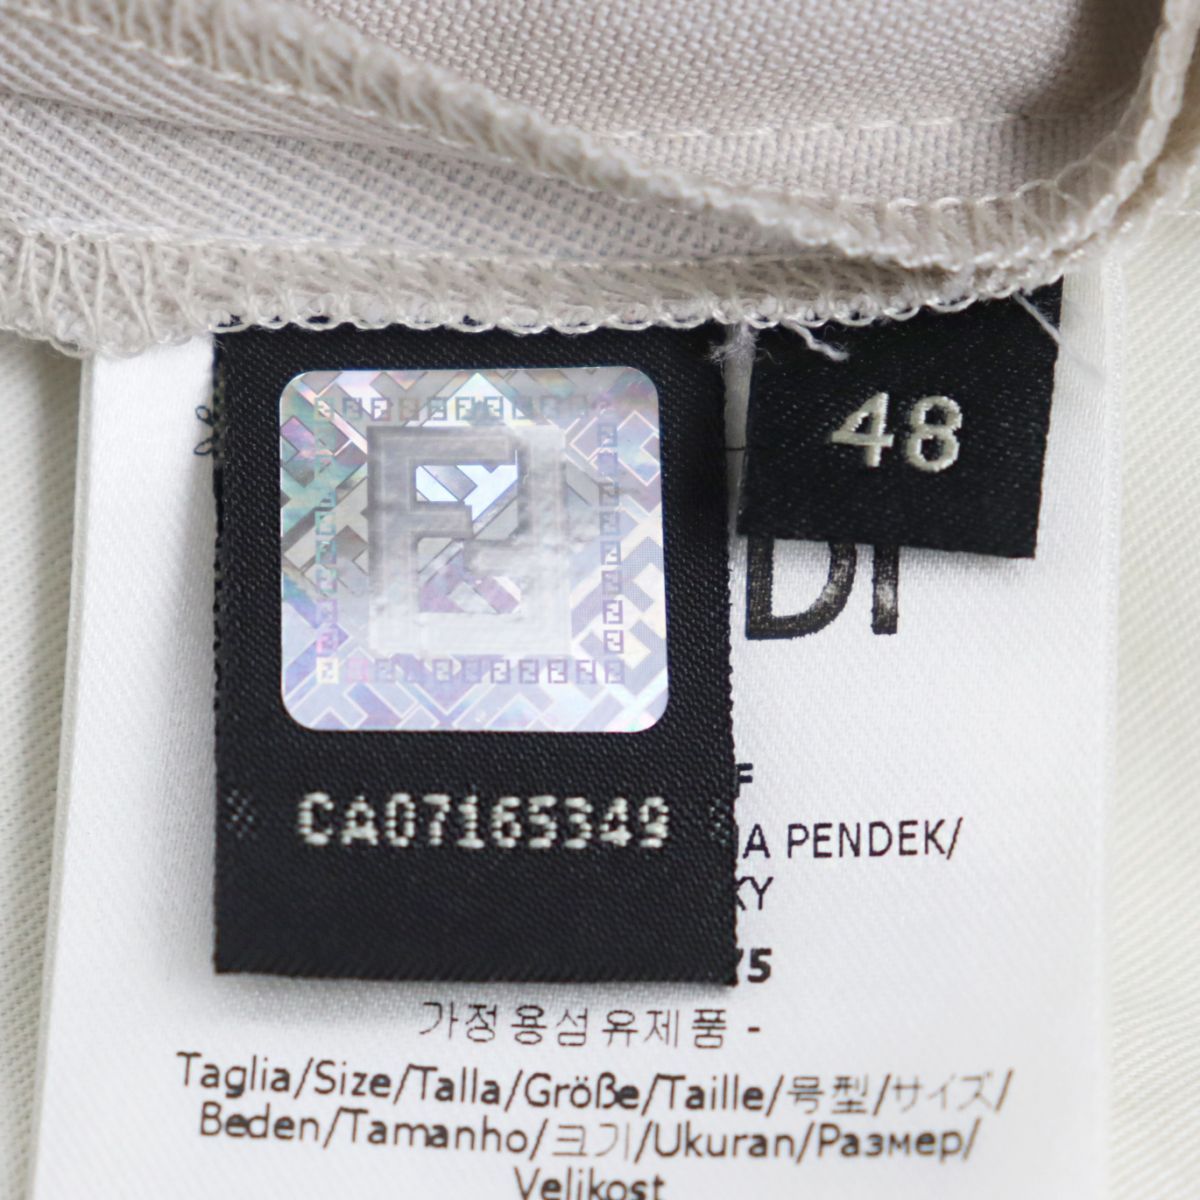 48
DI
CA07165349
F
A PENDEK/
KY
75
가정용섬유제품 -
Taglia/Size/Talla/Größe/Taille/号型/サイズ/
Beden/Tamanho/크기/Ukuran/Размер/
Velikost